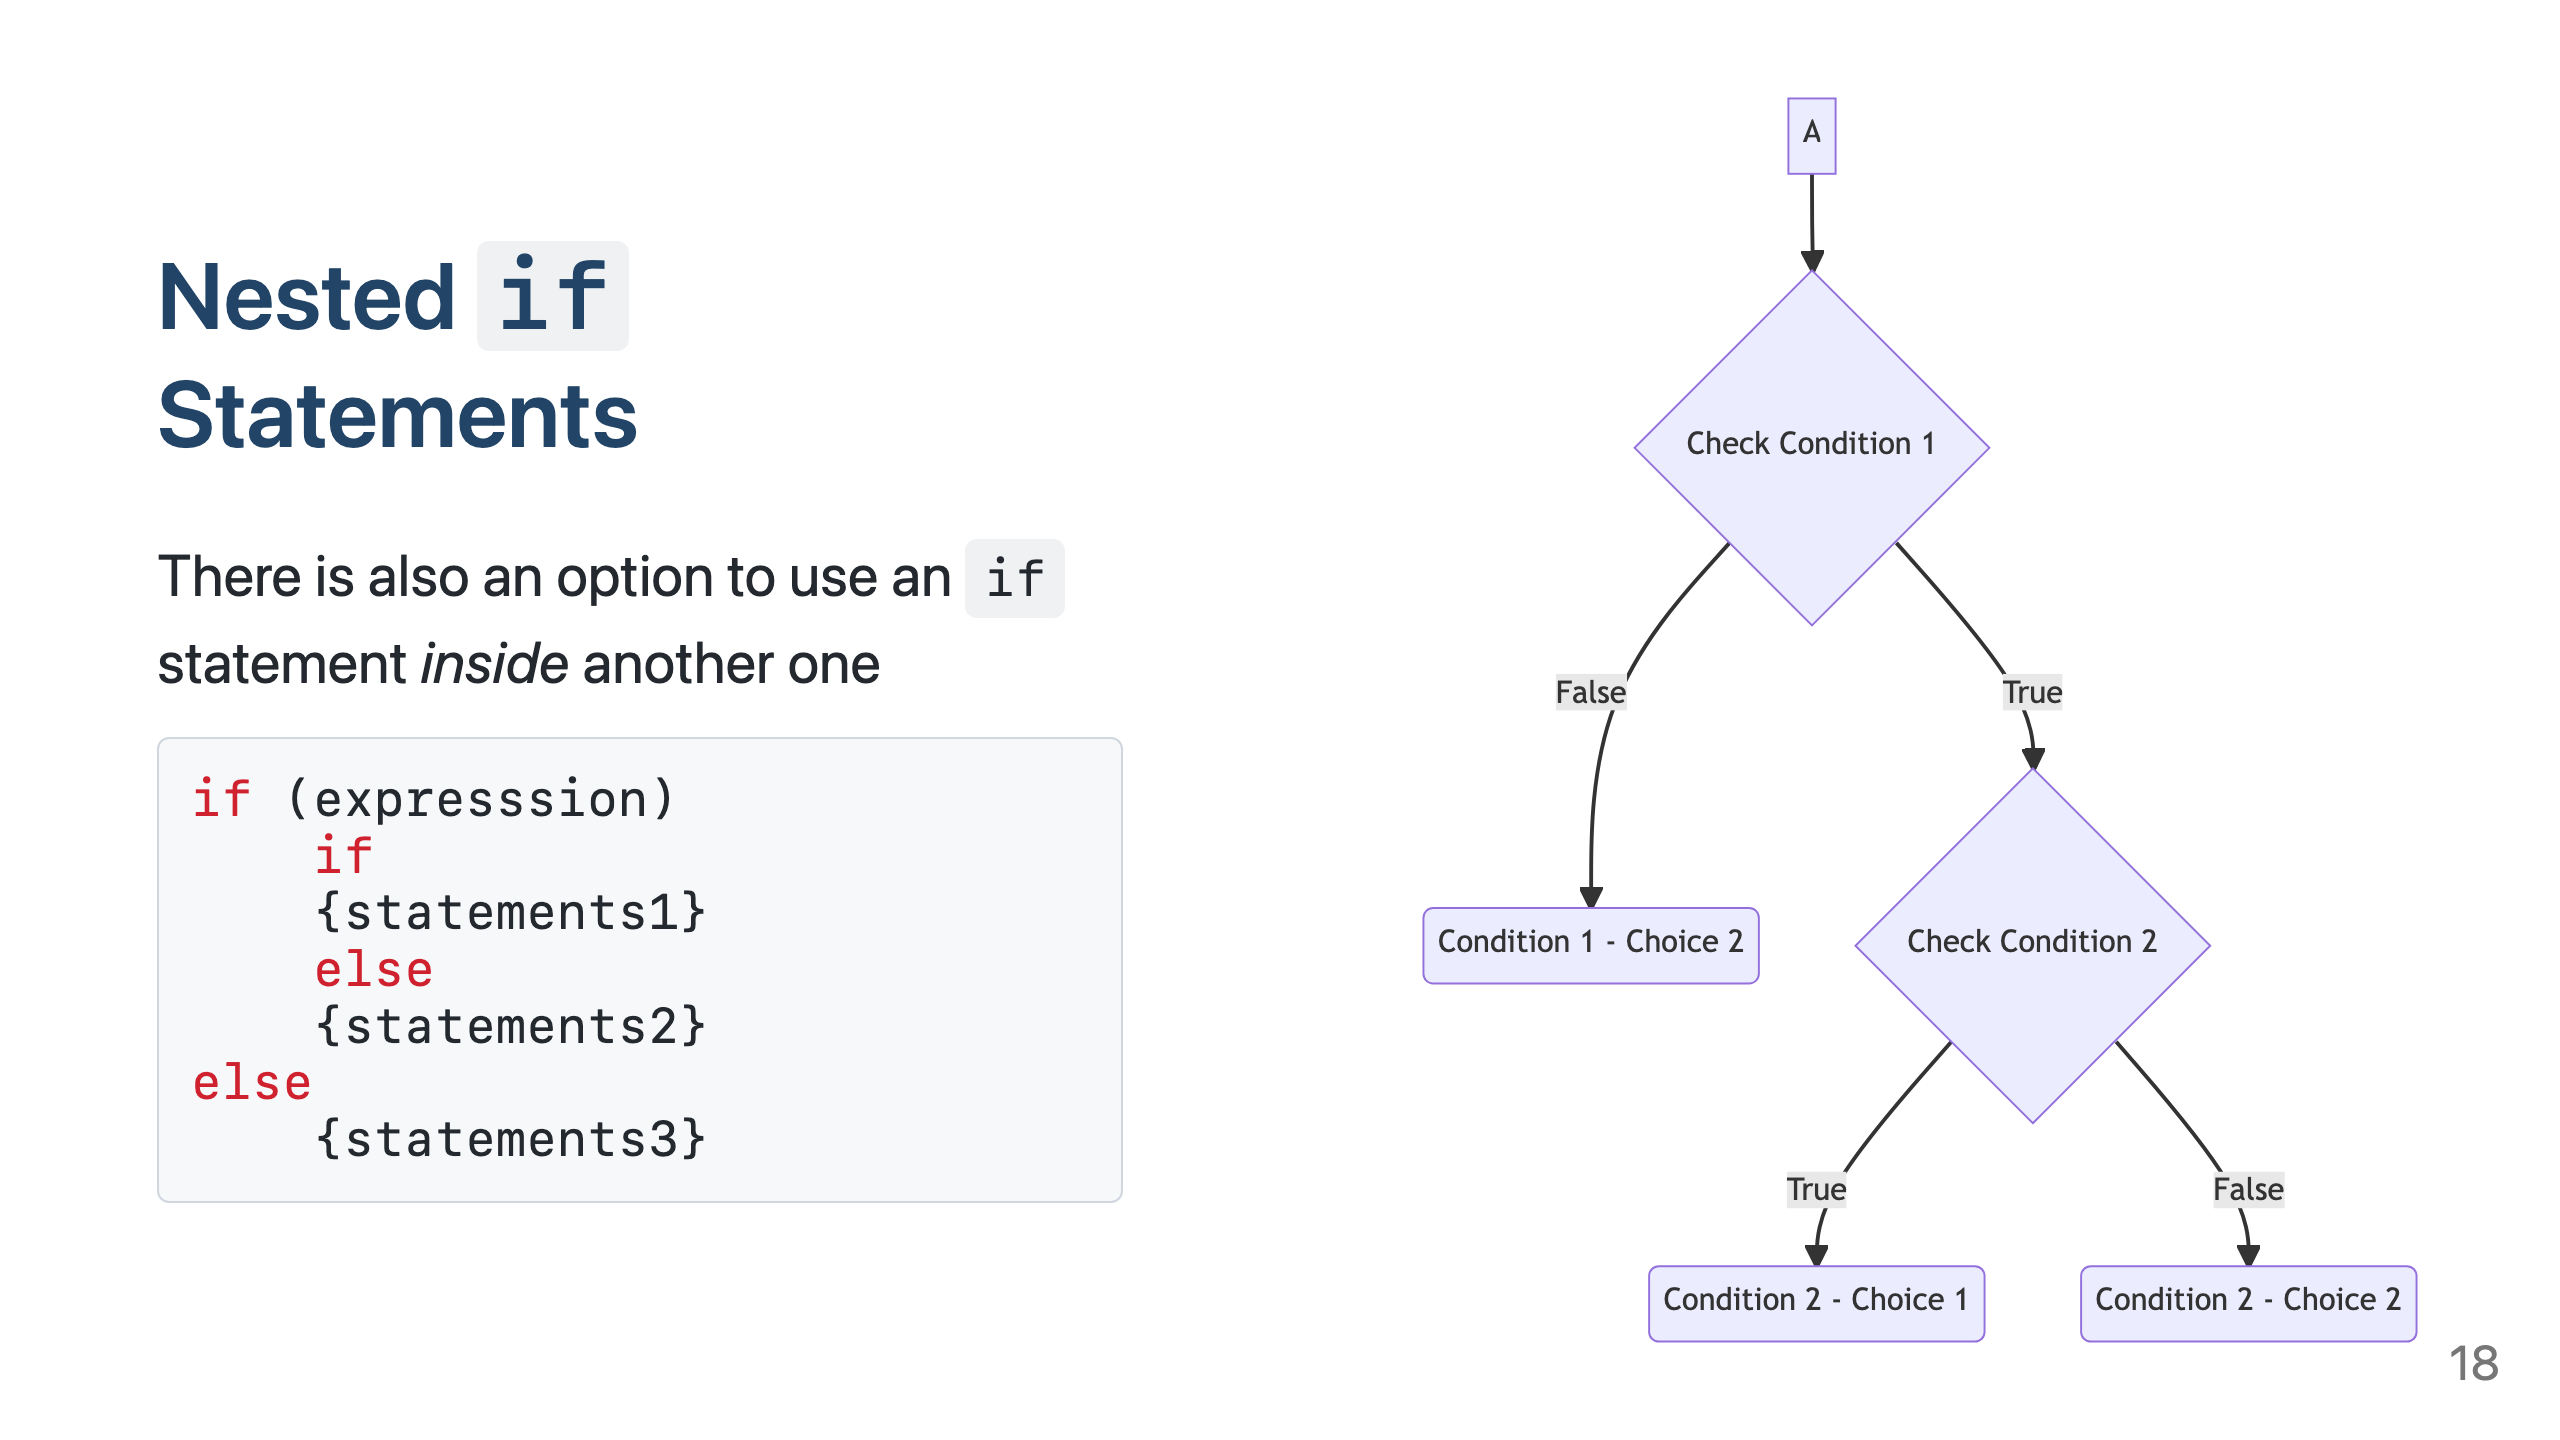 Nested if
Statements
There is also an option to use an if
statement inside another one
if (expresssion)
if
{statements1}
else
{statements2}
else
{statements3}
A
Check Condition 1
False
True
Condition 1 - Choice 2
Check Condition 2
True
False
Condition 2 - Choice 1
Condition 2 - Choice 2
18